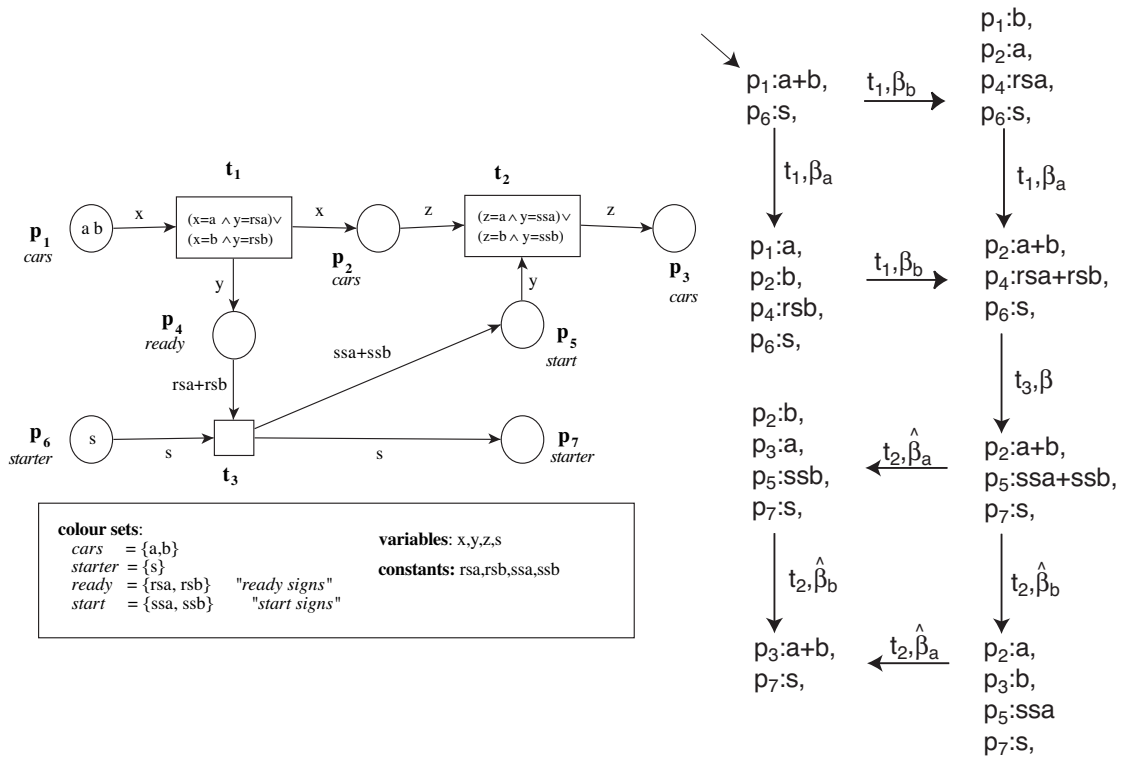 t1
t2
(x=a ∧ y=rsa)∨
(x=b ∧ y=rsb)
(z=a ∧ y=ssa)∨
(z=b ∧ y=ssb)
x
x
z
z
a b
p1
cars
p2
cars
p3
cars
y
y
p4
ready
p5
start
ssa+ssb
rsa+rsb
p6
starter
s
s
s
p7
starter
t3
colour sets:
cars = {a,b}
starter = {s}
ready = {rsa, rsb} "ready signs"
start = {ssa, ssb} "start signs"
variables: x,y,z,s
constants: rsa,rsb,ssa,ssb
p1:a+b,
p6:s,
t1,βb
p1:b,
p2:a,
p4:rsa,
p6:s,
t1,βa
t1,βa
p1:a,
p2:b,
p4:rsb,
p6:s,
t1,βb
p2:a+b,
p4:rsa+rsb,
p6:s,
t3,β
p2:b,
p3:a,
p5:ssb,
p7:s,
t2,β̂a
p2:a+b,
p5:ssa+ssb,
p7:s,
t2,β̂b
t2,β̂b
p3:a+b,
p7:s,
t2,β̂a
p2:a,
p3:b,
p5:ssa
p7:s,